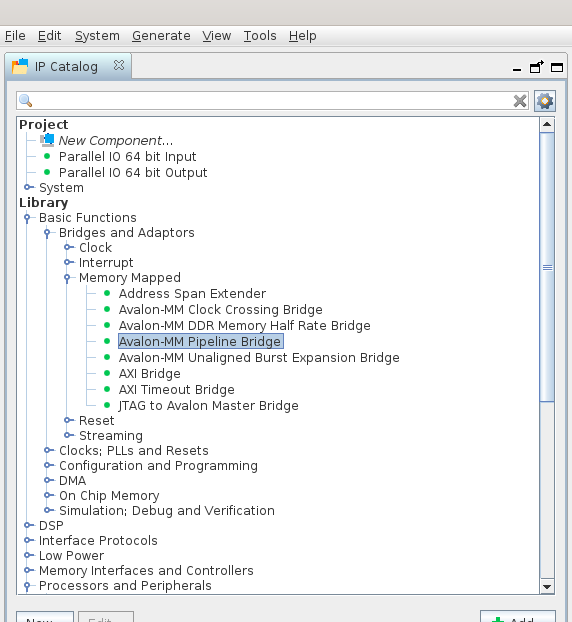 File Edit System Generate View Tools Help
IP Catalog
Project
New Component...
Parallel IO 64 bit Input
Parallel IO 64 bit Output
System
Library
Basic Functions
Bridges and Adaptors
Clock
Interrupt
Memory Mapped
Address Span Extender
Avalon-MM Clock Crossing Bridge
Avalon-MM DDR Memory Half Rate Bridge
Avalon-MM Pipeline Bridge
Avalon-MM Unaligned Burst Expansion Bridge
AXI Bridge
AXI Timeout Bridge
JTAG to Avalon Master Bridge
Reset
Streaming
Clocks; PLLs and Resets
Configuration and Programming
DMA
On Chip Memory
Simulation; Debug and Verification
DSP
Interface Protocols
Low Power
Memory Interfaces and Controllers
Processors and Peripherals
New... Edit... Add...